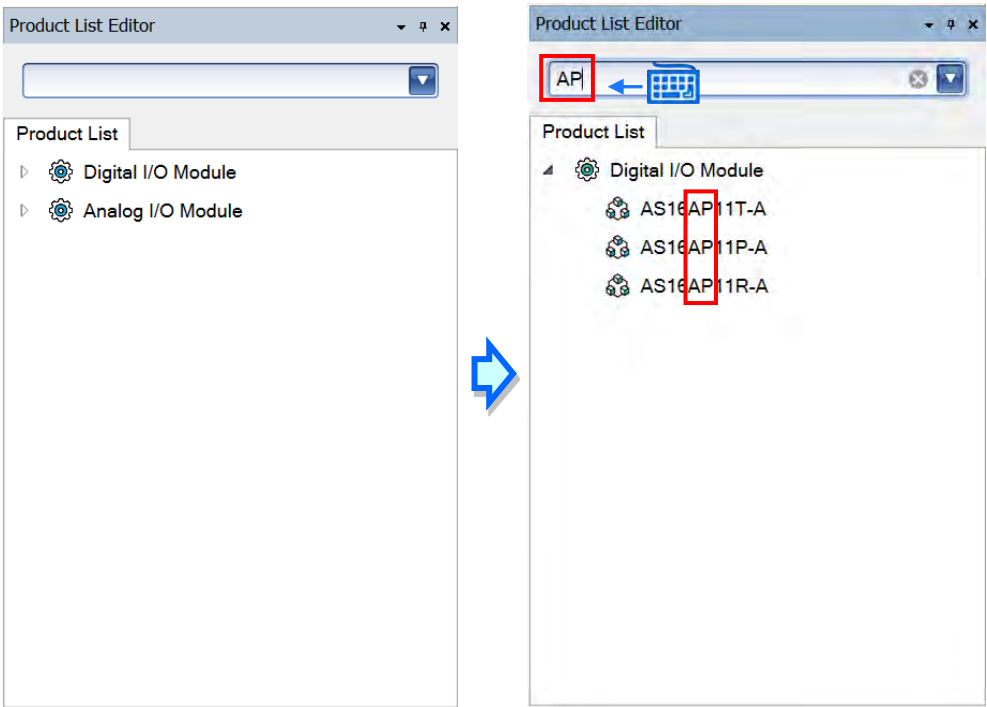 Product List Editor
Product List
Digital I/O Module
Analog I/O Module
Product List Editor
AP
Product List
Digital I/O Module
AS16AP11T-A
AS16AP11P-A
AS16AP11R-A